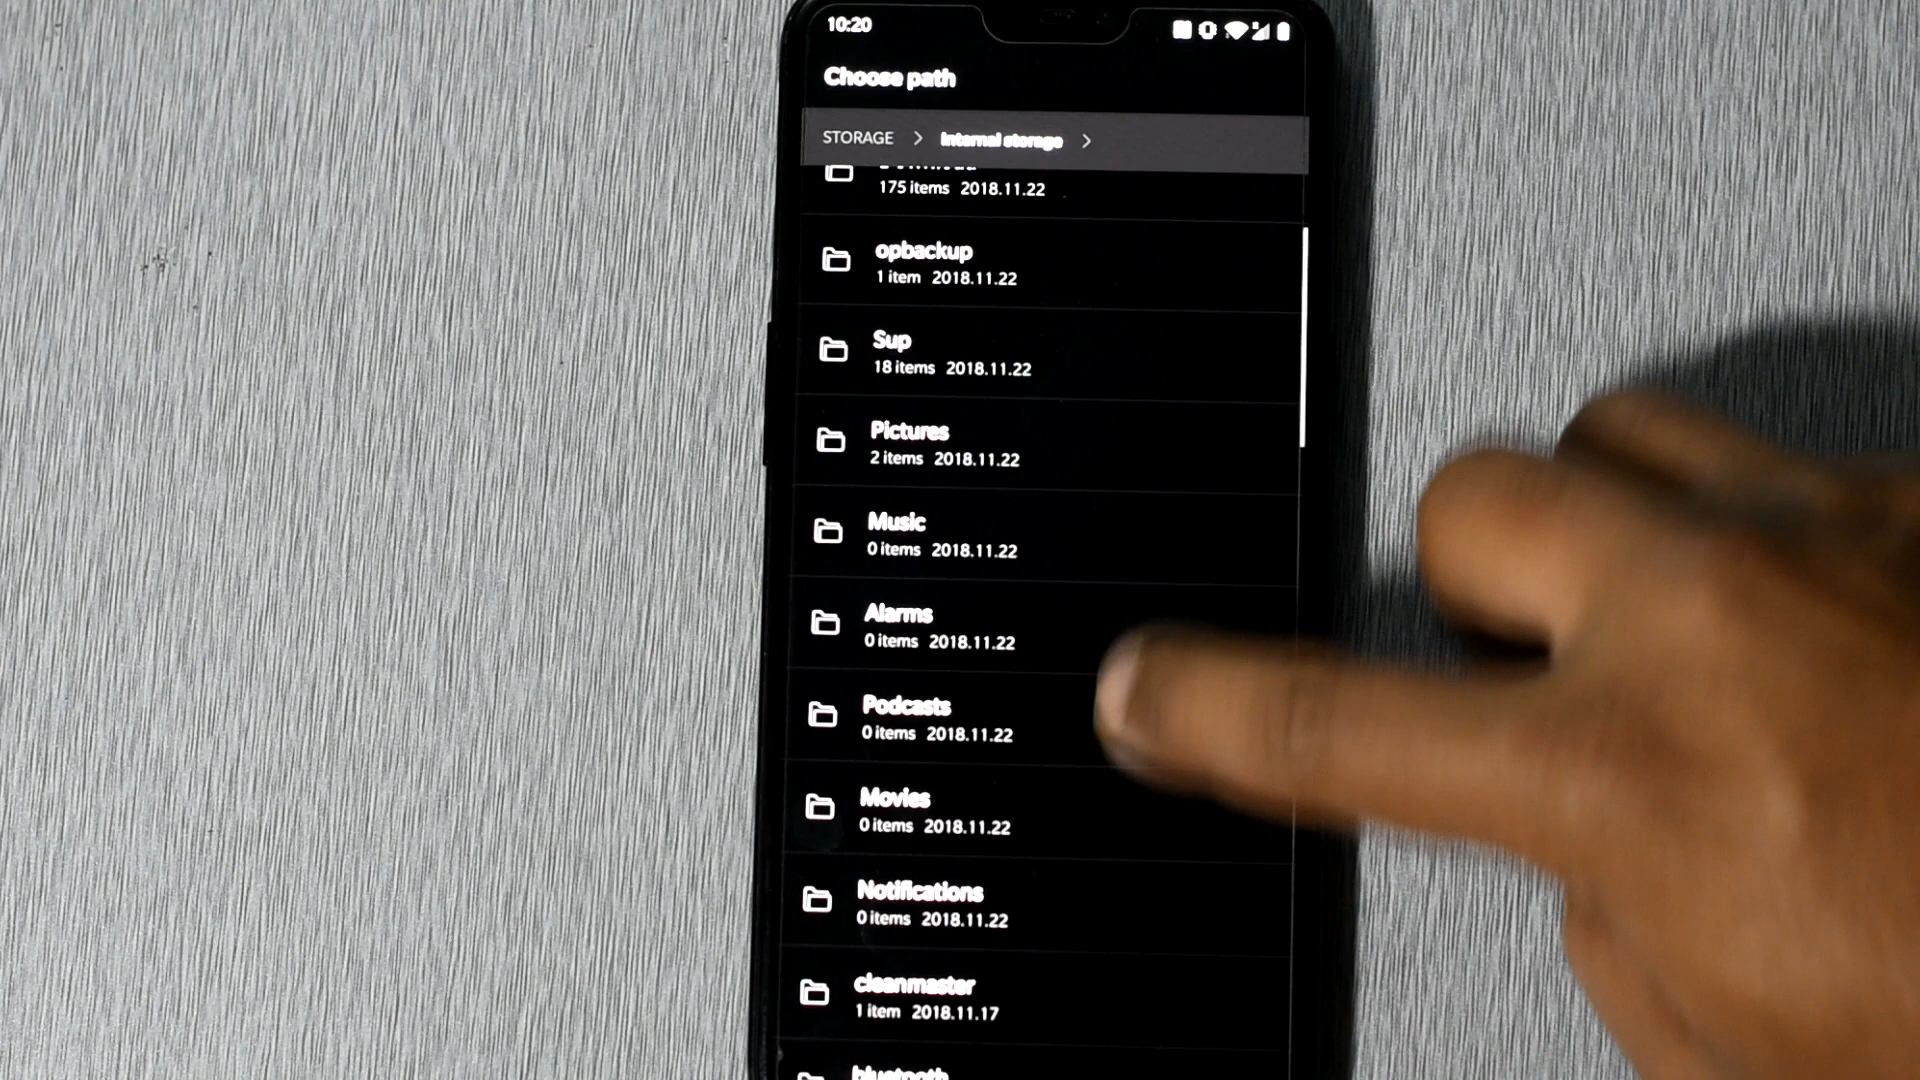 10:20
Choose path
STORAGE > Internal storage >
175 items 2018.11.22
opbackup
1 item 2018.11.22
Sup
18 items 2018.11.22
Pictures
2 items 2018.11.22
Music
0 items 2018.11.22
Alarms
0 items 2018.11.22
Podcasts
0 items 2018.11.22
Movies
0 items 2018.11.22
Notifications
0 items 2018.11.22
cleanmaster
1 item 2018.11.17
bluetooth